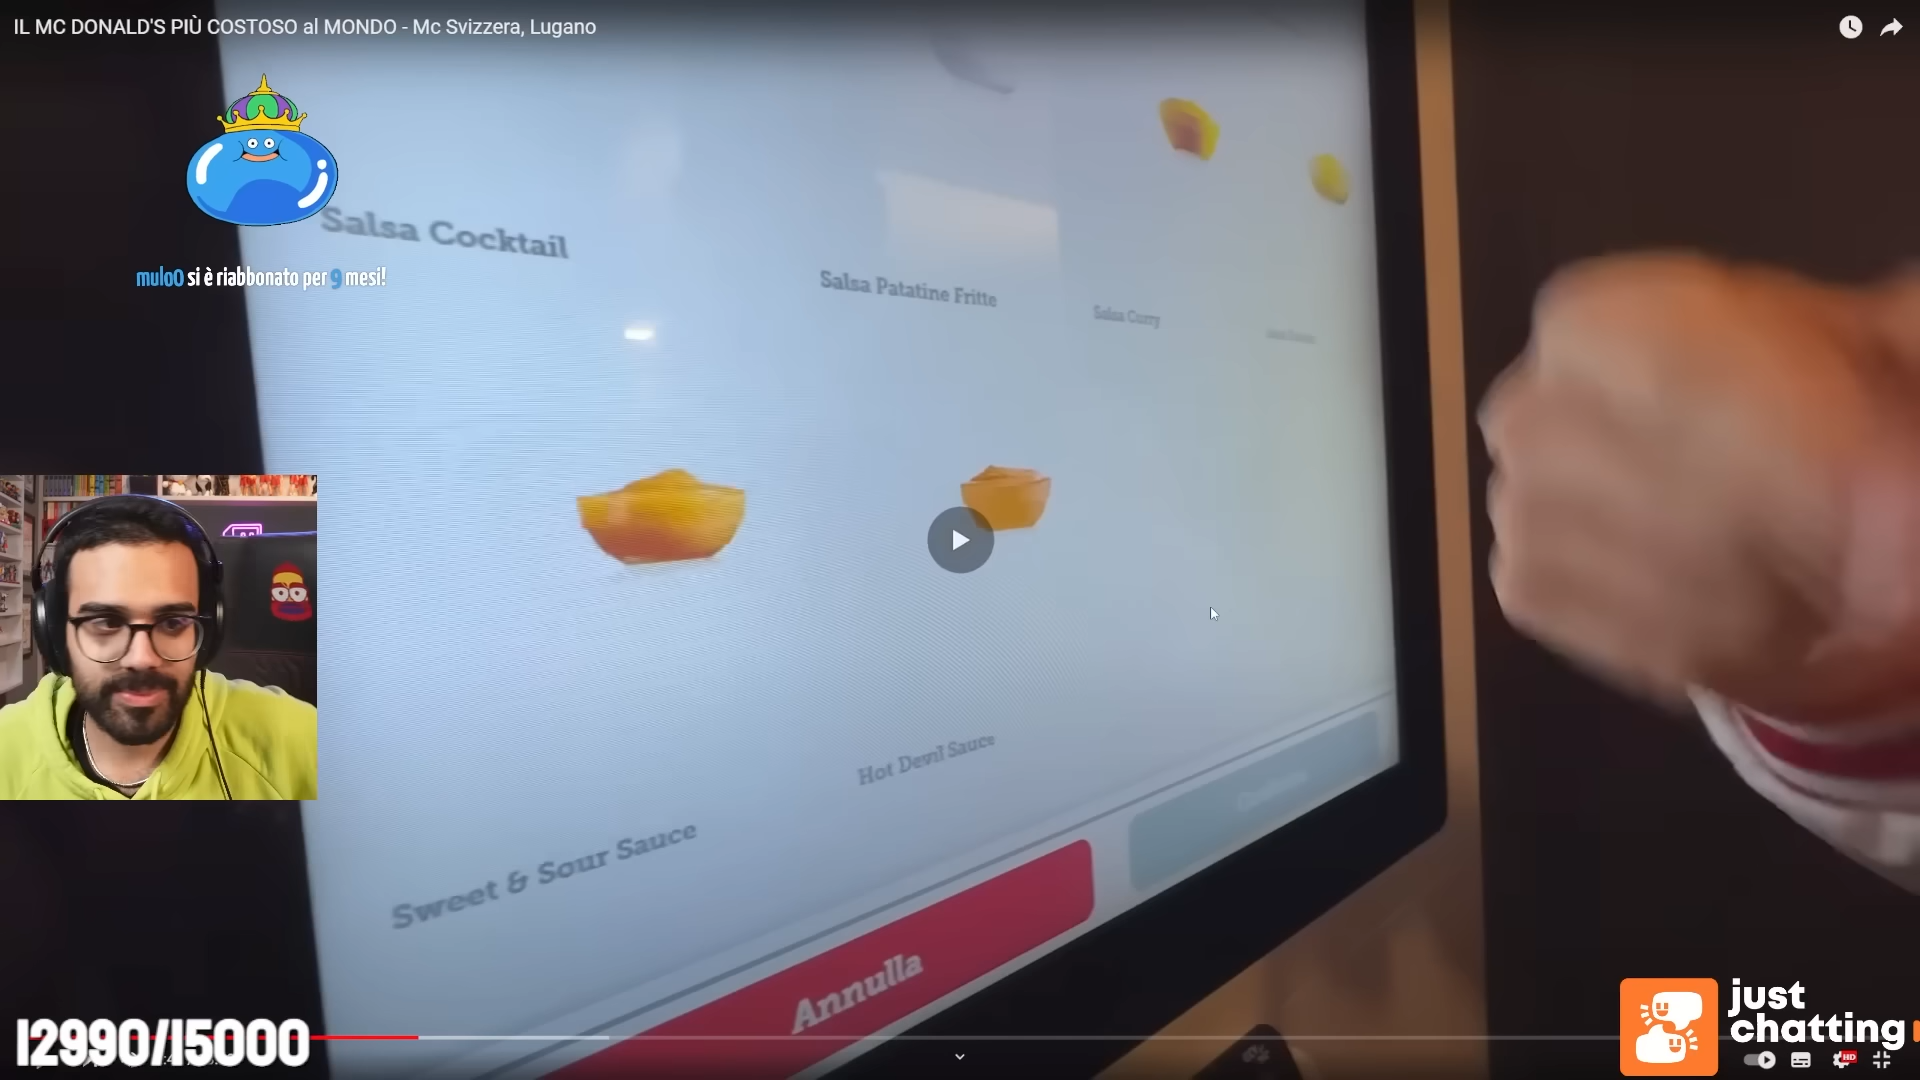 IL MC DONALD'S PIÙ COSTOSO al MONDO - Mc Svizzera, Lugano
mulo0 si è riabbonato per 9 mesi!
Salsa Cocktail
Salsa Patatine Fritte
Salsa Curry
Hot Devil Sauce
Sweet & Sour Sauce
Annulla
12990/15000
just
chatting
HD